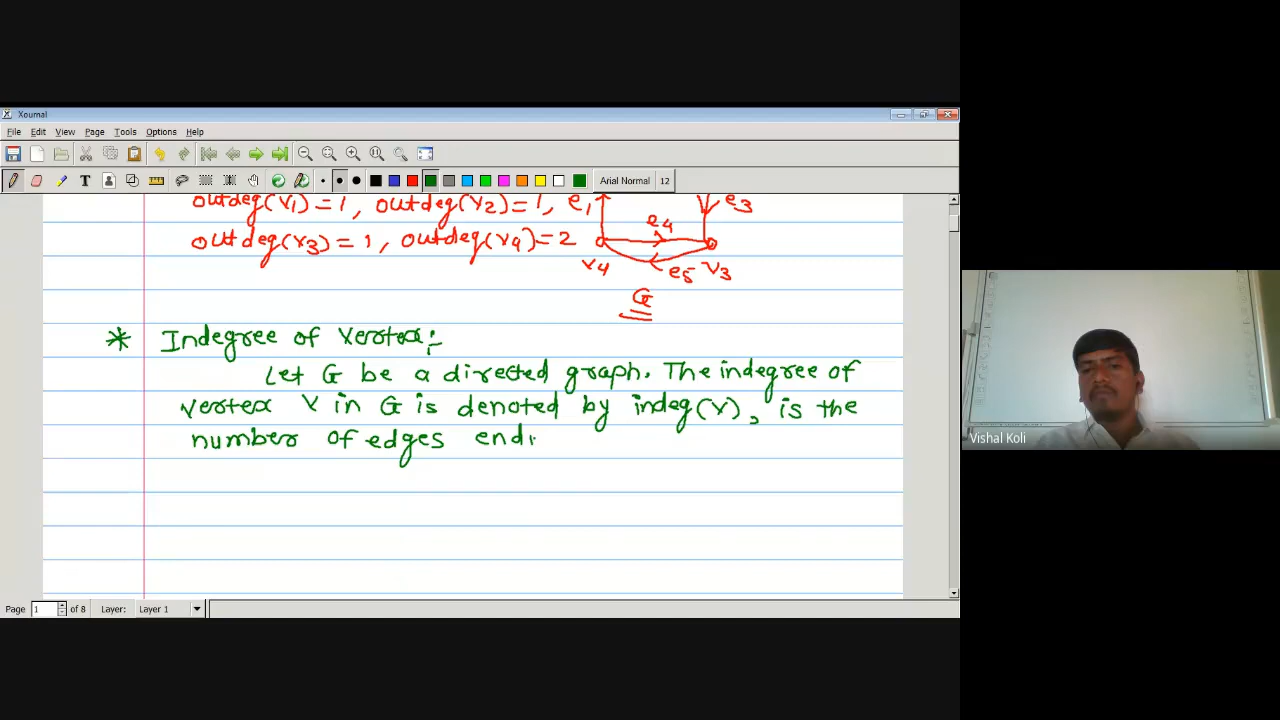 Xournal
File Edit View Page Tools Options Help
Arial Normal 12
outdeg(v1)=1, outdeg(v2)=1, e1 e3
outdeg(v3)=1, outdeg(v4)=2 e4
v4 e5 v3
G
* Indegree of vertex:
Let G be a directed graph. The indegree of
vertex v in G is denoted by indeg(v), is the
number of edges endi
Vishal Koli
Page 1 of 8 Layer: Layer 1